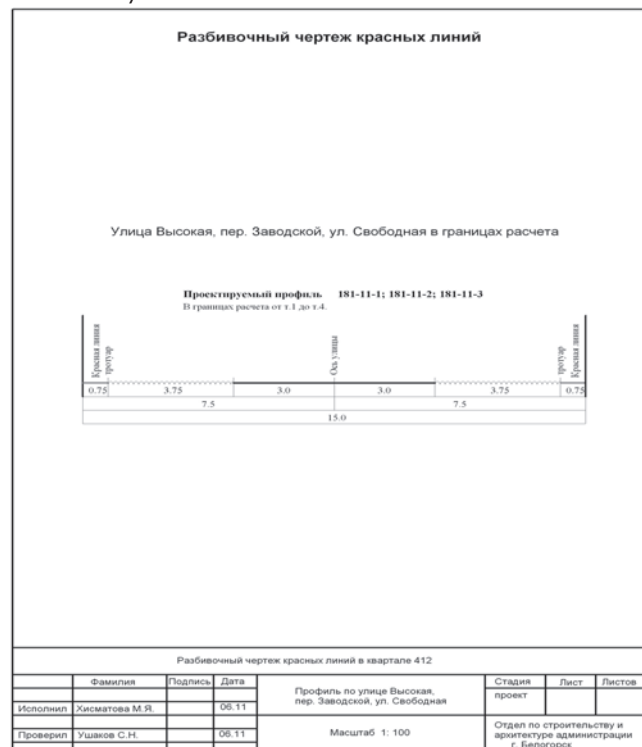 Разбивочный чертеж красных линий
Улица Высокая, пер. Заводской, ул. Свободная в границах расчета
Проектируемый профиль 181-11-1; 181-11-2; 181-11-3
В границах расчета от т.1 до т.4.
Красная линия
тротуар
Ось улицы
тротуар
Красная линия
0.75 3.75 3.0 3.0 3.75 0.75
7.5 7.5
15.0
Разбивочный чертеж красных линий в квартале 412
Фамилия Подпись Дата
Стадия Лист Листов
Профиль по улице Высокая,
пер. Заводской, ул. Свободная
проект
Исполнил Хисматова М.Я. 06.11
Проверил Ушаков С.Н. 06.11
Масштаб 1: 100
Отдел по строительству и
архитектуре администрации
г. Белогорск